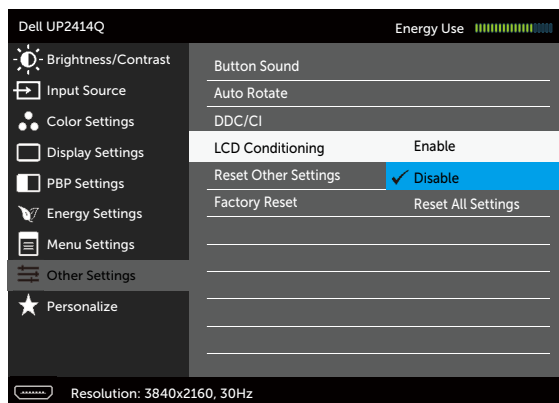 Dell UP2414Q
Energy Use
Brightness/Contrast
Input Source
Color Settings
Display Settings
PBP Settings
Energy Settings
Menu Settings
Other Settings
Personalize
Button Sound
Auto Rotate
DDC/CI
LCD Conditioning
Reset Other Settings
Factory Reset
Enable
Disable
Reset All Settings
Resolution: 3840x2160, 30Hz